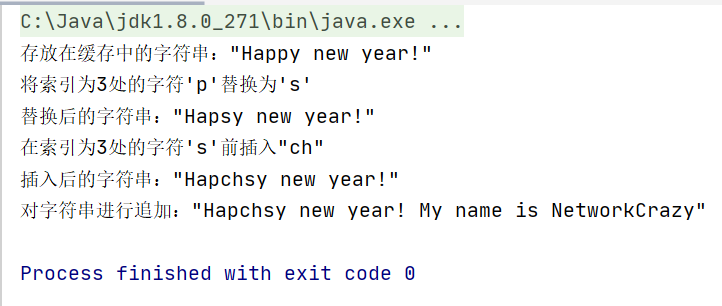 C:\Java\jdk1.8.0_271\bin\java.exe ...
存放在缓存中的字符串："Happy new year!"
将索引为3处的字符'p'替换为's'
替换后的字符串："Hapsy new year!"
在索引为3处的字符's'前插入"ch"
插入后的字符串："Hapchsy new year!"
对字符串进行追加："Hapchsy new year! My name is NetworkCrazy"
Process finished with exit code 0